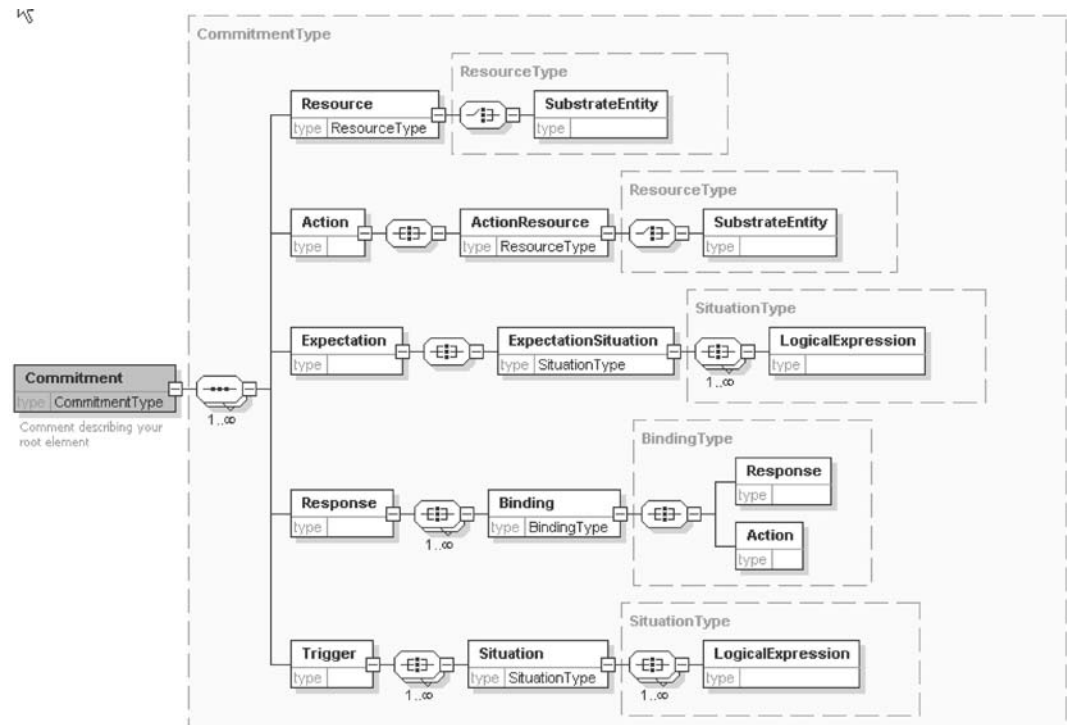 CommitmentType
ResourceType
Resource
type ResourceType
SubstrateEntity
type
ResourceType
Action
type
ActionResource
type ResourceType
SubstrateEntity
type
SituationType
Expectation
type
ExpectationSituation
type SituationType
LogicalExpression
type
1..∞
Commitment
type CommitmentType
Comment describing your
root element
1..∞
BindingType
Response
type
1..∞
Binding
type BindingType
Response
type
Action
type
SituationType
Trigger
type
1..∞
Situation
type SituationType
1..∞
LogicalExpression
type